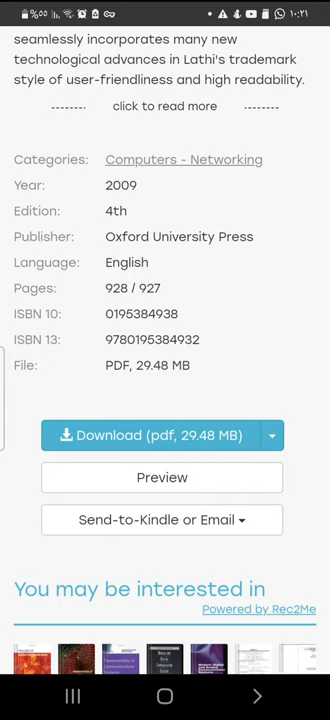 %٥٥ ١٠:٢١
seamlessly incorporates many new
technological advances in Lathi's trademark
style of user-friendliness and high readability.
click to read more
Categories: Computers - Networking
Year: 2009
Edition: 4th
Publisher: Oxford University Press
Language: English
Pages: 928 / 927
ISBN 10: 0195384938
ISBN 13: 9780195384932
File: PDF, 29.48 MB
Download (pdf, 29.48 MB)
Preview
Send-to-Kindle or Email
You may be interested in
Powered by Rec2Me